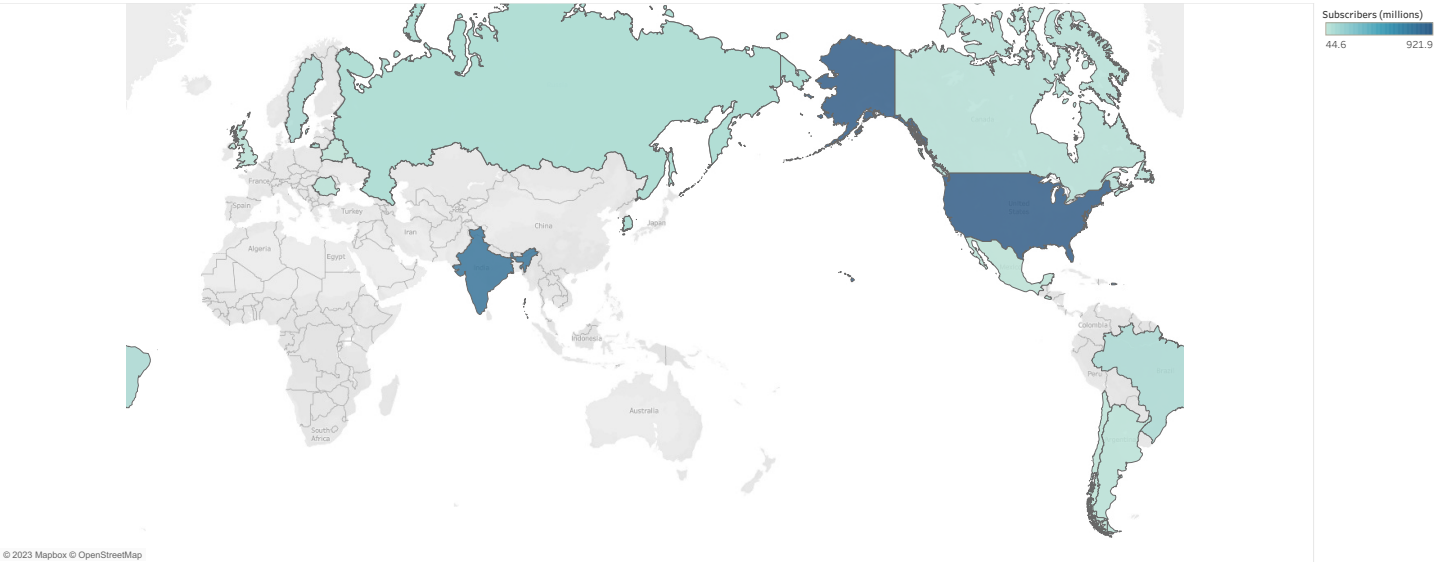 Subscribers (millions)
44.6 921.9
France
Spain
Turkey
Iran
China
Japan
Algeria
Egypt
India
Indonesia
Australia
South
Africa
Canada
United
States
Colombia
Peru
Brazil
Argentina
© 2023 Mapbox © OpenStreetMap